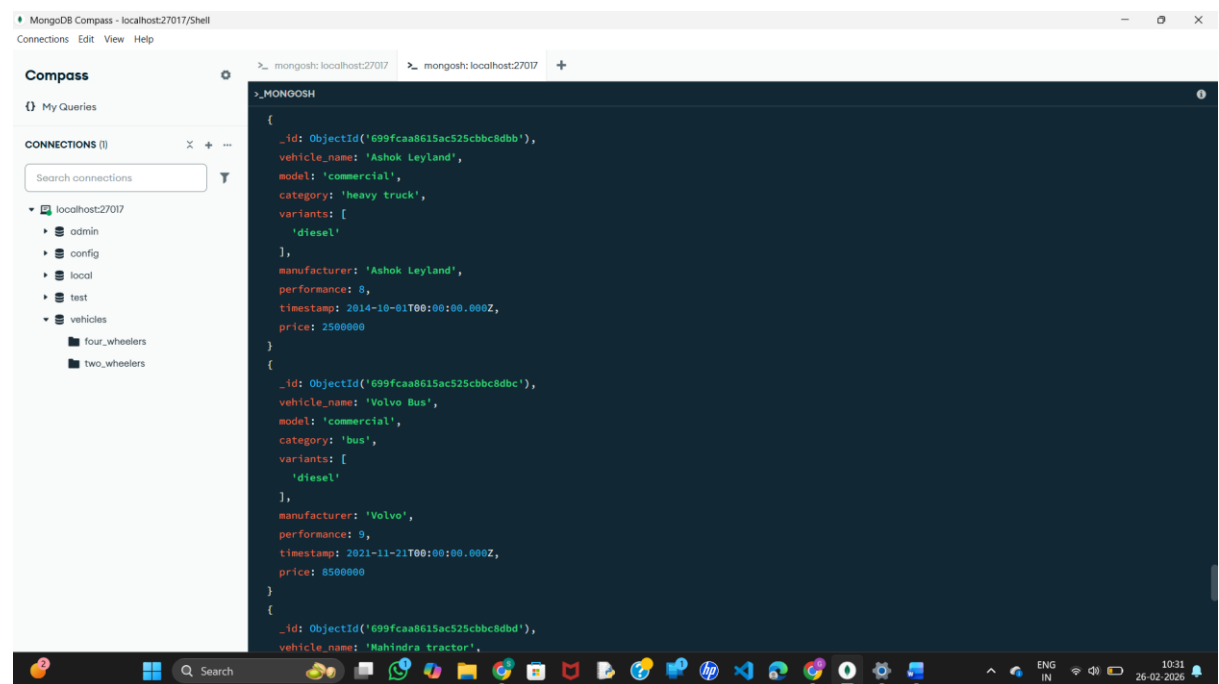 MongoDB Compass - localhost:27017/Shell
Connections Edit View Help
Compass
{} My Queries
CONNECTIONS (1)
Search connections
localhost:27017
admin
config
local
test
vehicles
four_wheelers
two_wheelers
>_ mongosh: localhost:27017 >_ mongosh: localhost:27017 +
>_MONGOSH
{
_id: ObjectId('699fcaa8615ac525cbbc8dbb'),
vehicle_name: 'Ashok Leyland',
model: 'commercial',
category: 'heavy truck',
variants: [
'diesel'
],
manufacturer: 'Ashok Leyland',
performance: 8,
timestamp: 2014-10-01T00:00:00.000Z,
price: 2500000
}
{
_id: ObjectId('699fcaa8615ac525cbbc8dbc'),
vehicle_name: 'Volvo Bus',
model: 'commercial',
category: 'bus',
variants: [
'diesel'
],
manufacturer: 'Volvo',
performance: 9,
timestamp: 2021-11-21T00:00:00.000Z,
price: 8500000
}
{
_id: ObjectId('699fcaa8615ac525cbbc8dbd'),
vehicle_name: 'Mahindra tractor',
2
Search
ENG
IN
10:31
26-02-2026